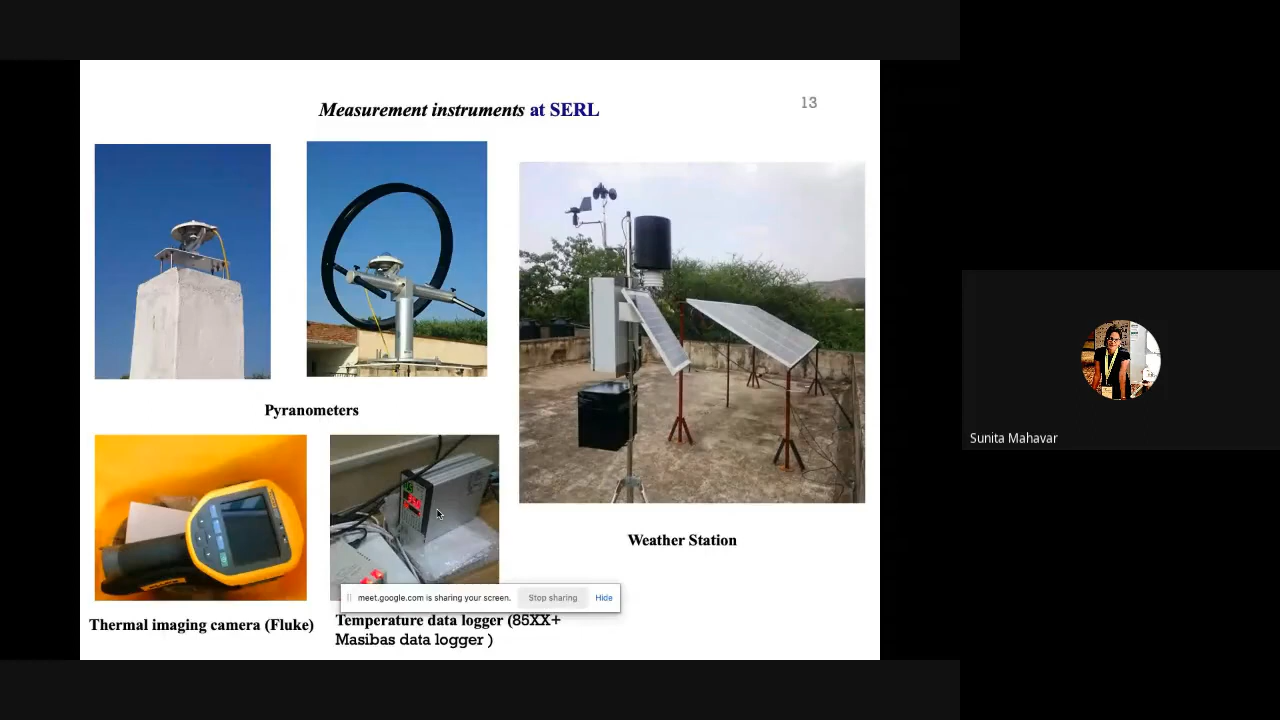 Measurement instruments at SERL
13
Pyranometers
Weather Station
meet.google.com is sharing your screen. Stop sharing Hide
Thermal imaging camera (Fluke)
Temperature data logger (85XX+
Masibas data logger )
Sunita Mahavar